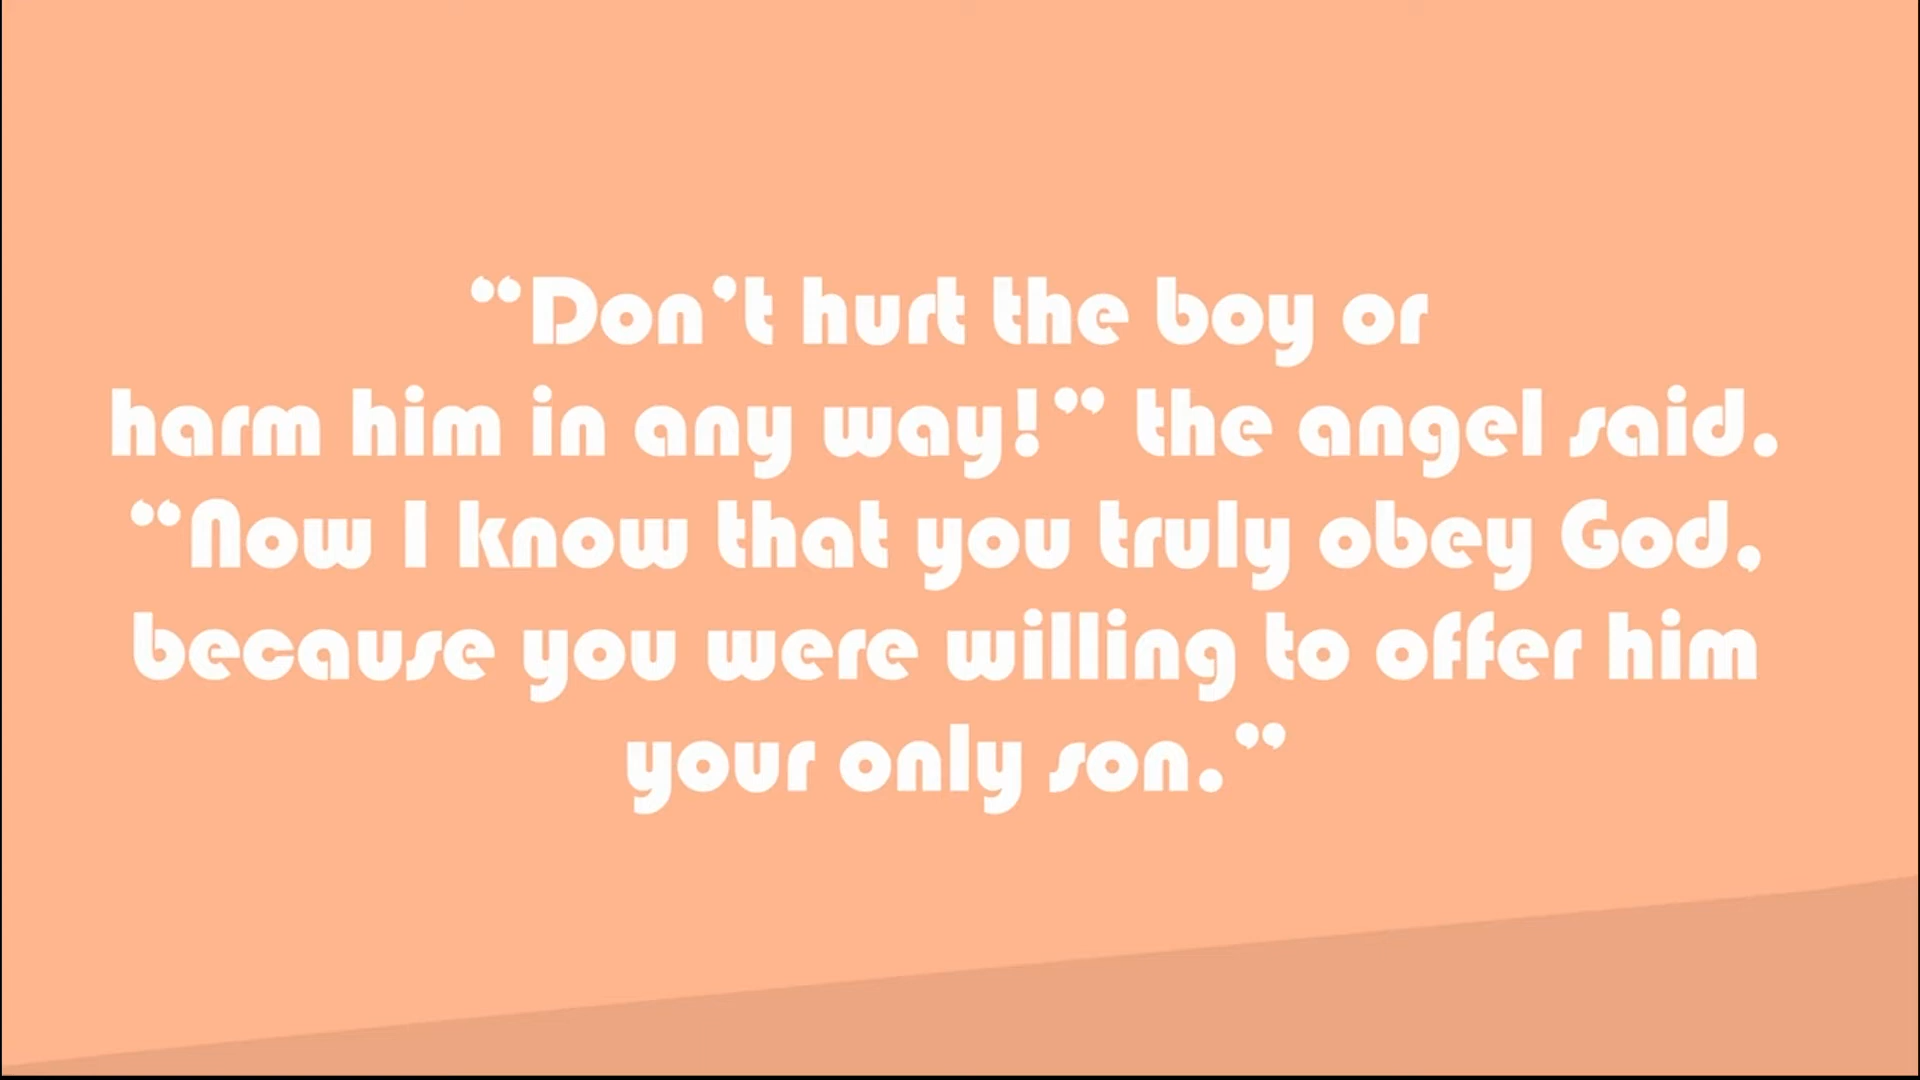 “Don’t hurt the boy or
harm him in any way!” the angel said.
“Now I know that you truly obey God,
because you were willing to offer him
your only son.”